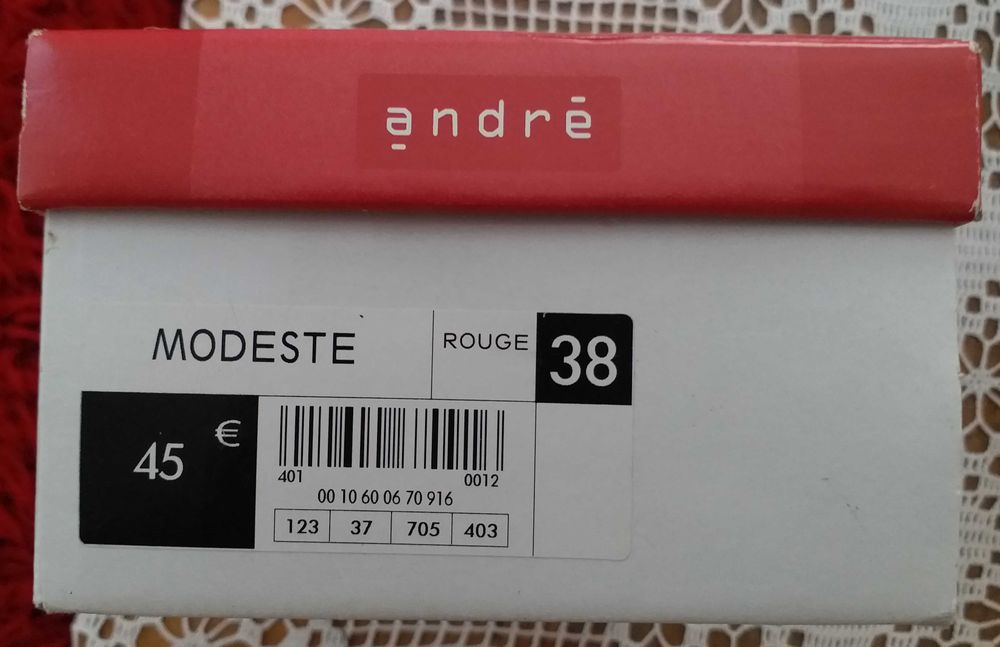 andré
MODESTE
ROUGE
38
45 €
401 0012
00 10 60 06 70 916
123 37 705 403